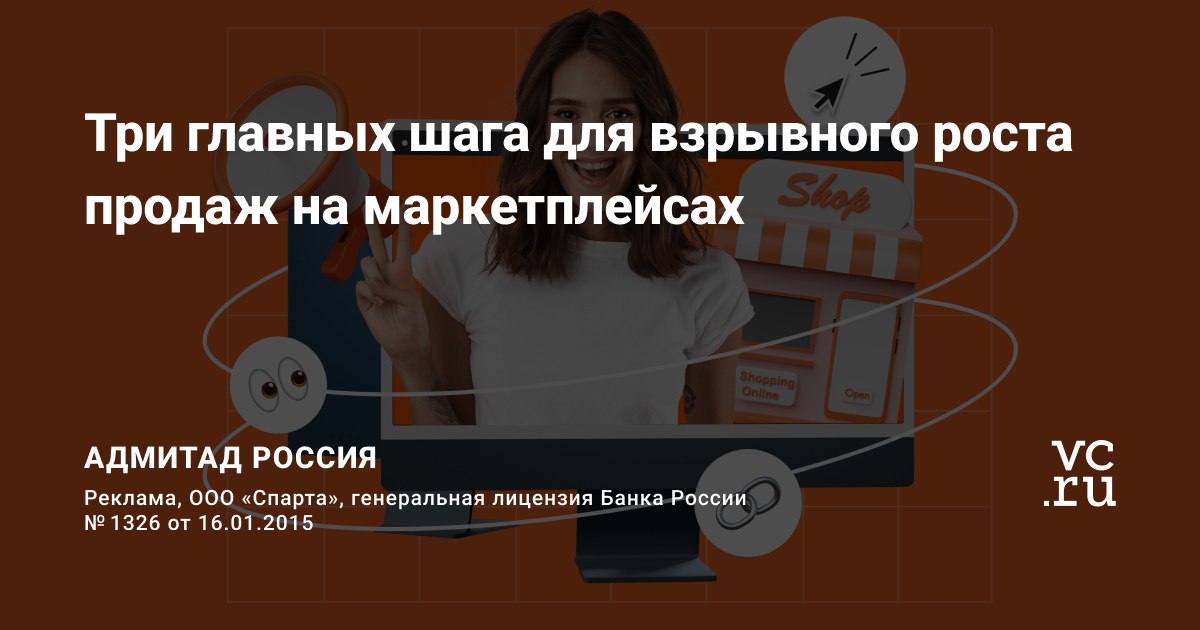 Три главных шага для взрывного роста
продаж на маркетплейсах
Shop
Shopping
Online
Open
АДМИТАД РОССИЯ
Реклама, ООО «Спарта», генеральная лицензия Банка России
№ 1326 от 16.01.2015
vc
.ru